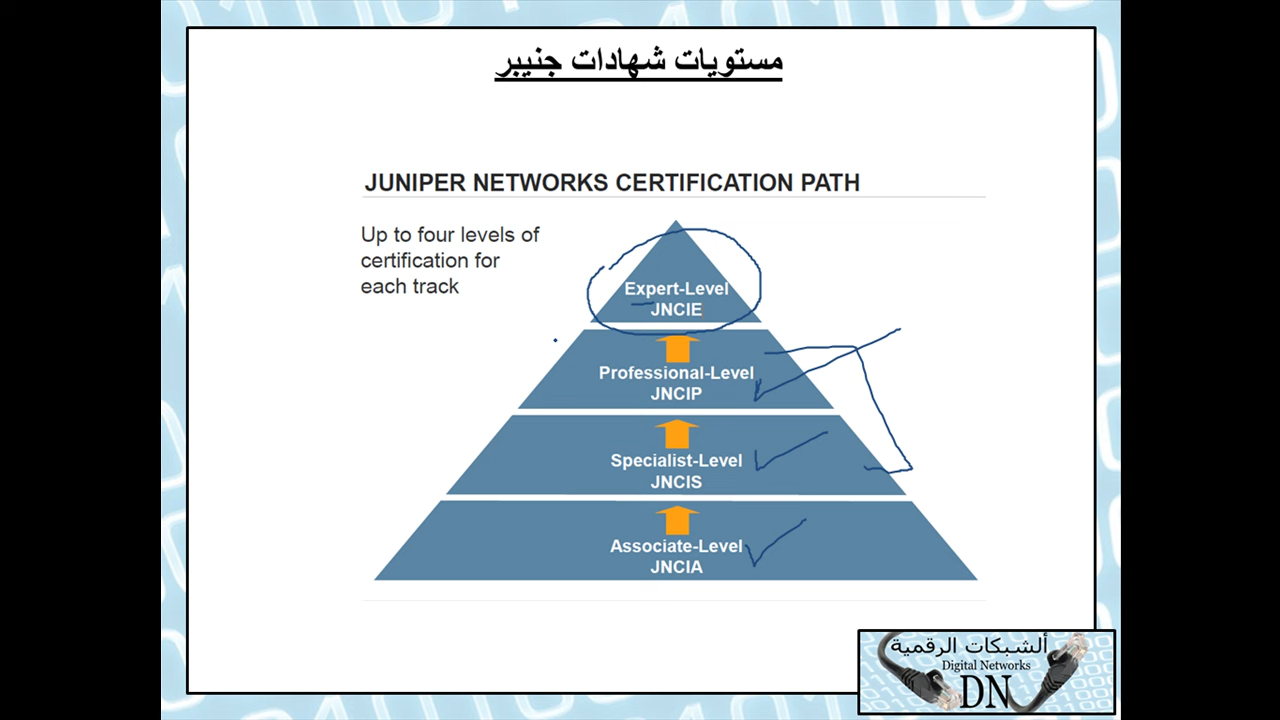 مستويات شهادات جنيبر
JUNIPER NETWORKS CERTIFICATION PATH
Up to four levels of
certification for
each track
Expert-Level
JNCIE
Professional-Level
JNCIP
Specialist-Level
JNCIS
Associate-Level
JNCIA
ألشبكات الرقمية
Digital Networks
DN